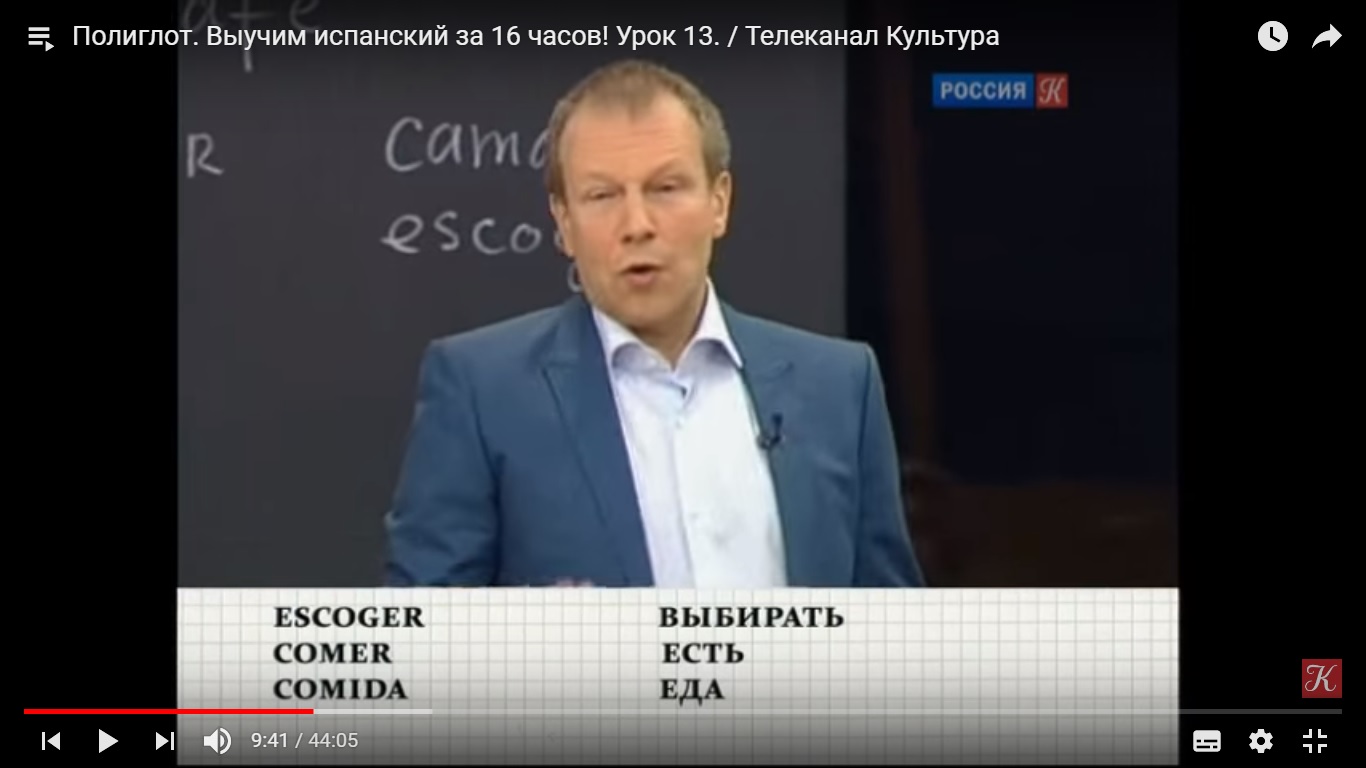 Полиглот. Выучим испанский за 16 часов! Урок 13. / Телеканал Культура
РОССИЯ К
R
ESCOGER ВЫБИРАТЬ
COMER ЕСТЬ
COMIDA ЕДА
K
9:41 / 44:05